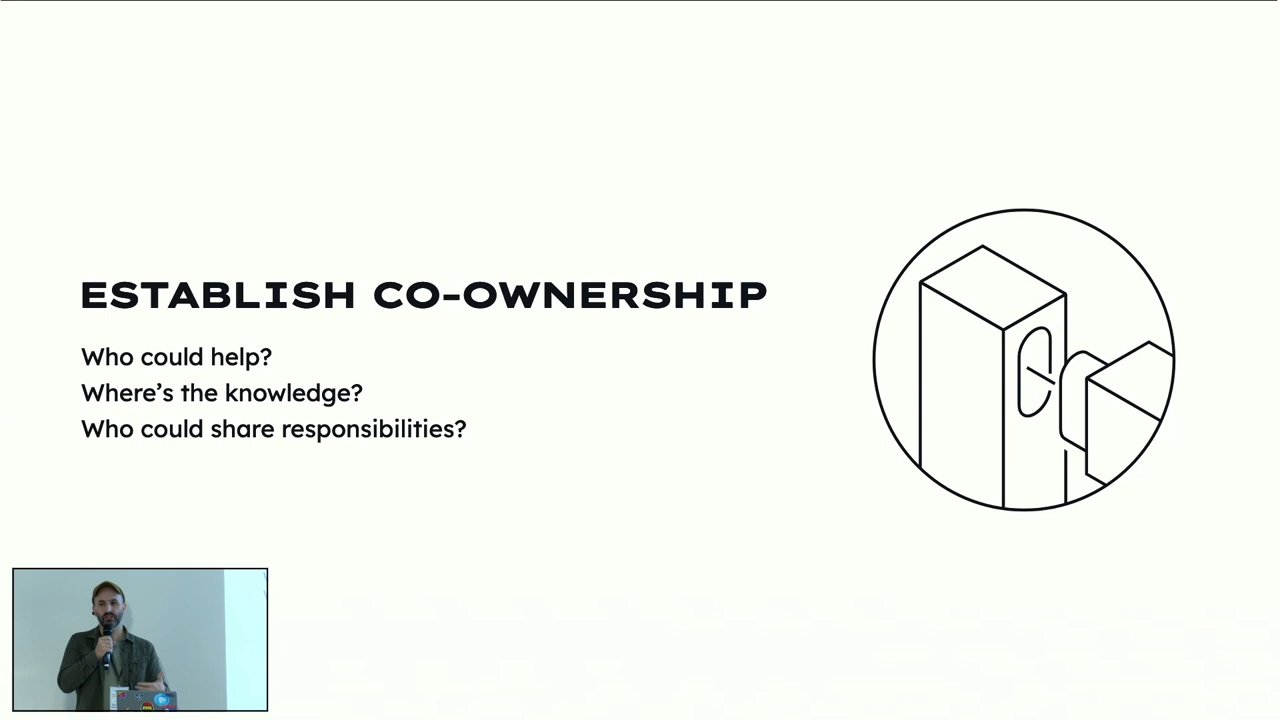 ESTABLISH CO-OWNERSHIP
Who could help?
Where’s the knowledge?
Who could share responsibilities?